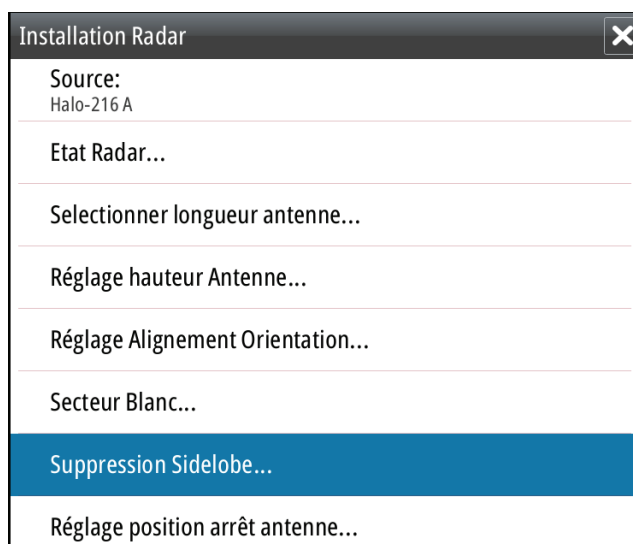 Installation Radar
Source:
Halo-216 A
Etat Radar...
Selectionner longueur antenne...
Réglage hauteur Antenne...
Réglage Alignement Orientation...
Secteur Blanc...
Suppression Sidelobe...
Réglage position arrêt antenne...